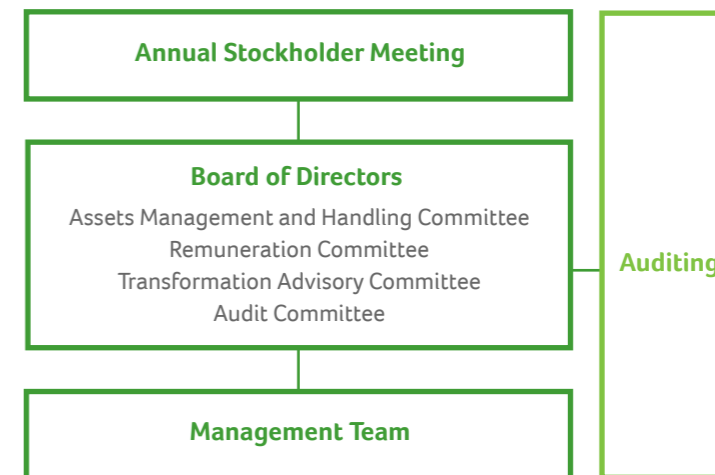 Annual Stockholder Meeting
Board of Directors
Assets Management and Handling Committee
Remuneration Committee
Transformation Advisory Committee
Audit Committee
Auditing
Management Team